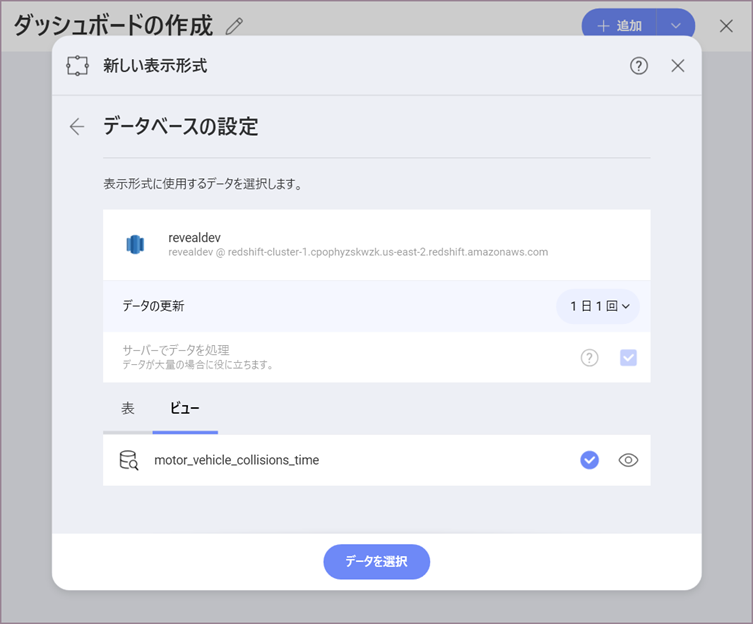 ダッシュボードの作成
追加
新しい表示形式
データベースの設定
表示形式に使用するデータを選択します。
revealdev
revealdev @ redshift-cluster-1.cpophyzskwzk.us-east-2.redshift.amazonaws.com
データの更新
1 日 1 回
サーバーでデータを処理
データが大量の場合に役に立ちます。
表
ビュー
motor_vehicle_collisions_time
データを選択